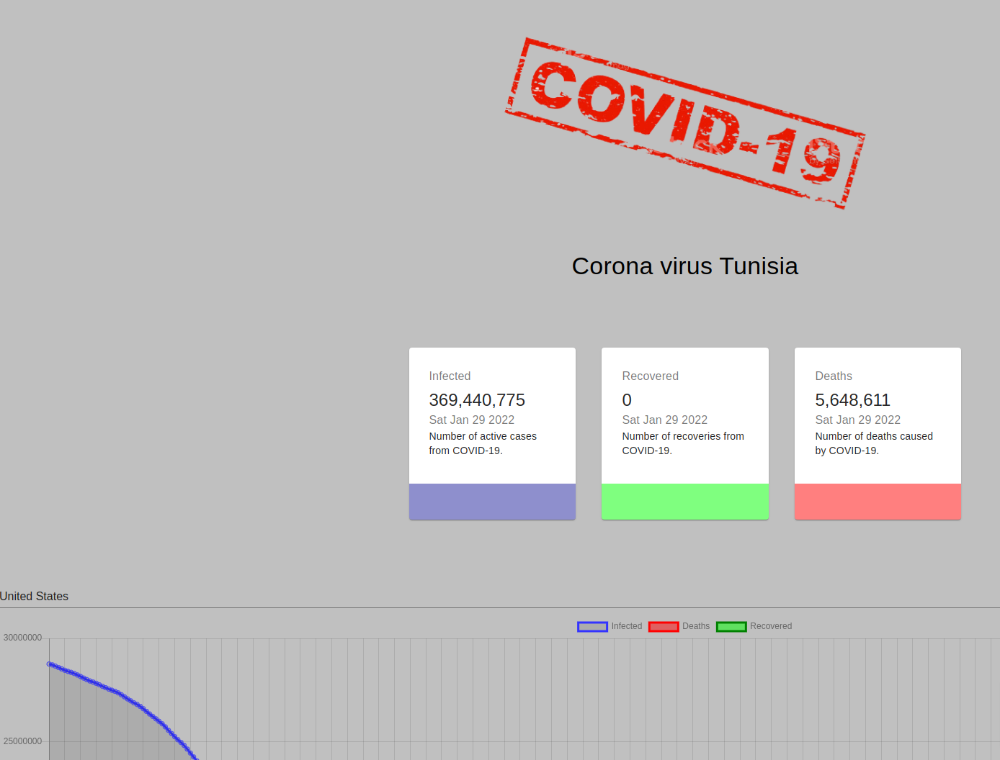 COVID-19
Corona virus Tunisia
Infected
369,440,775
Sat Jan 29 2022
Number of active cases
from COVID-19.
Recovered
0
Sat Jan 29 2022
Number of recoveries from
COVID-19.
Deaths
5,648,611
Sat Jan 29 2022
Number of deaths caused
by COVID-19.
United States
Infected Deaths Recovered
30000000
25000000